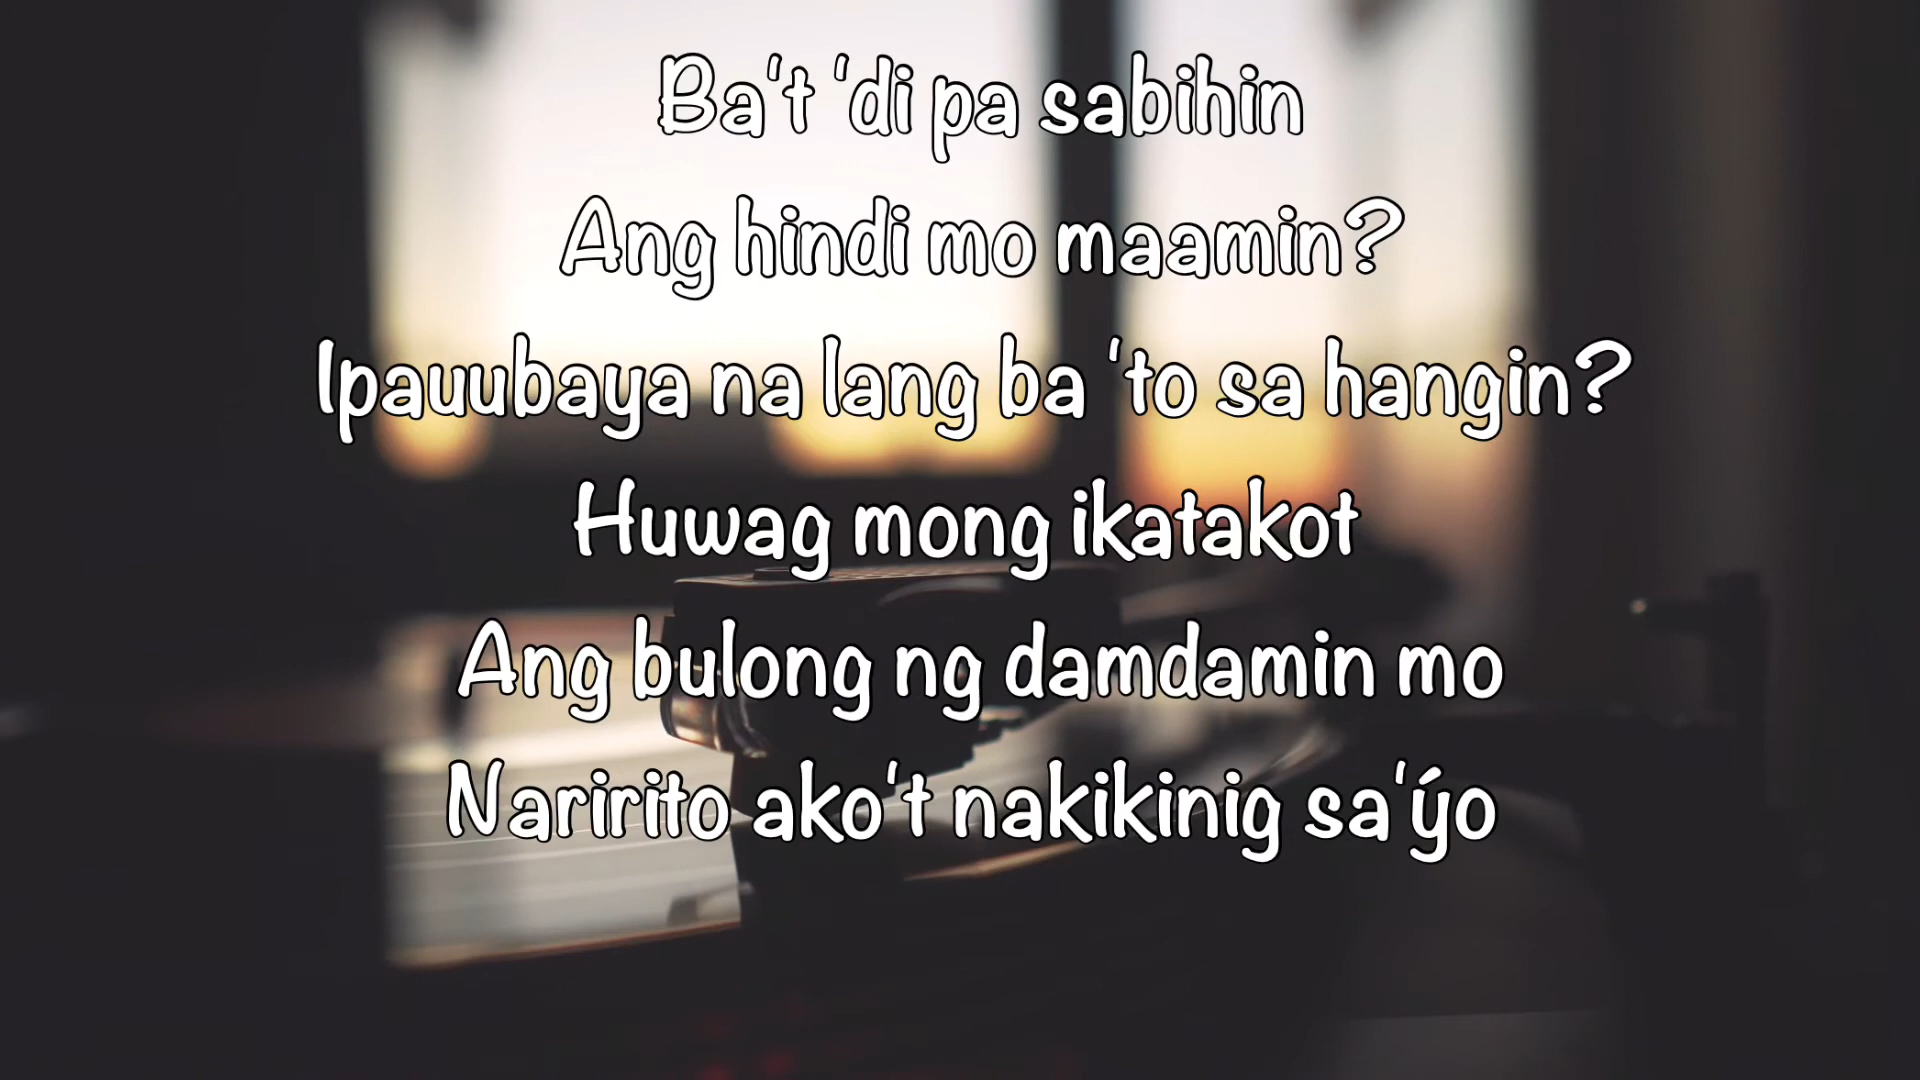 Ba't 'di pa sabihin
Ang hindi mo maamin?
Ipauubaya na lang ba 'to sa hangin?
Huwag mong ikatakot
Ang bulong ng damdamin mo
Naririto ako't nakikinig sa'ýo